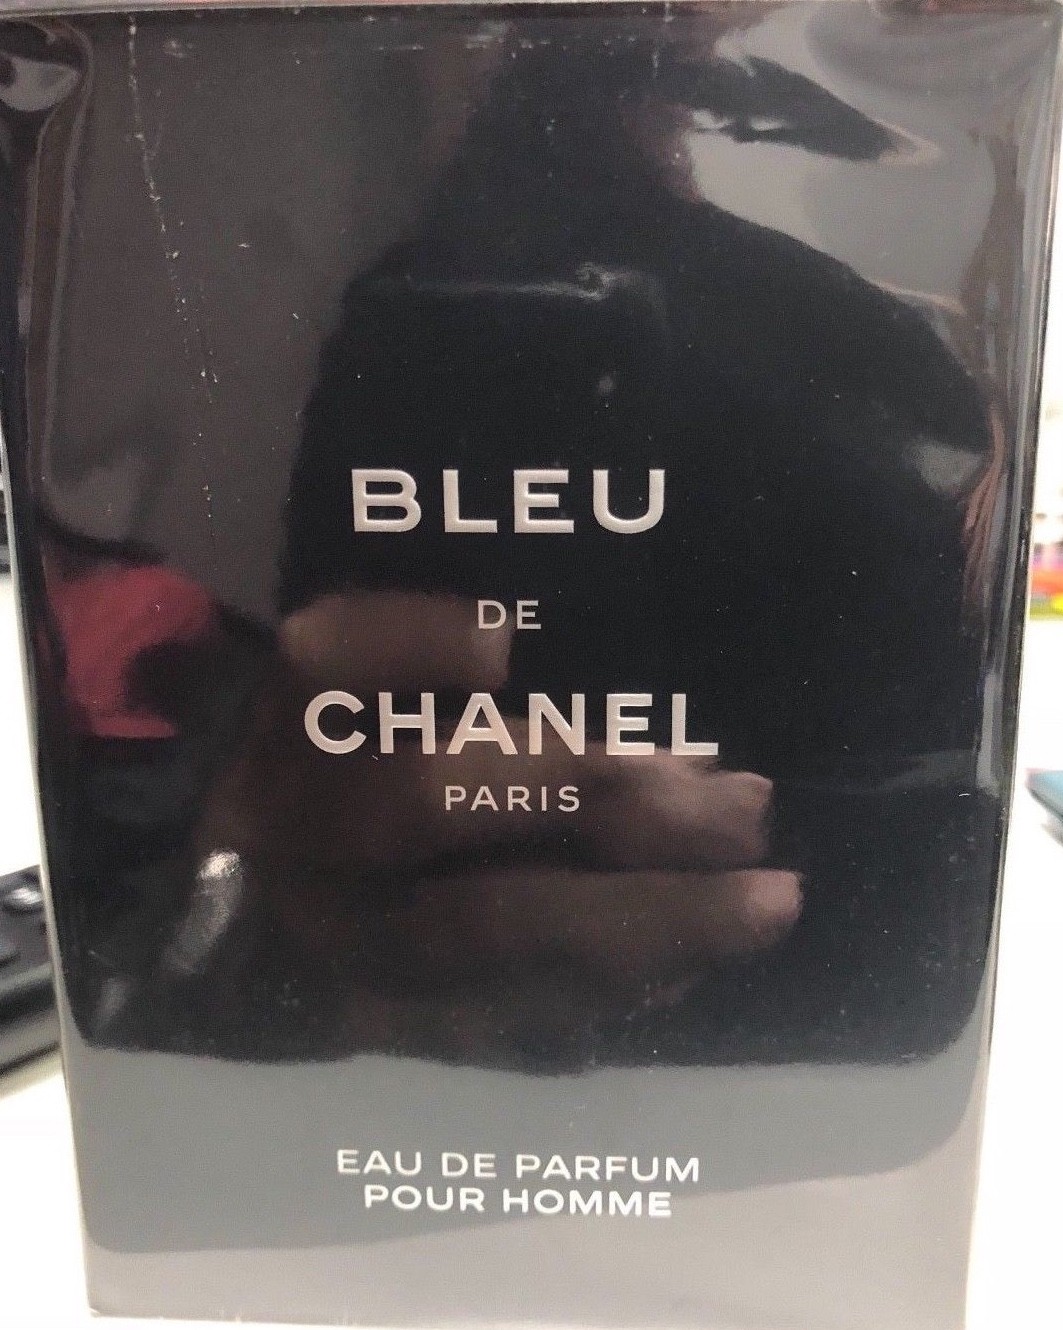 BLEU
DE
CHANEL
PARIS
EAU DE PARFUM
POUR HOMME